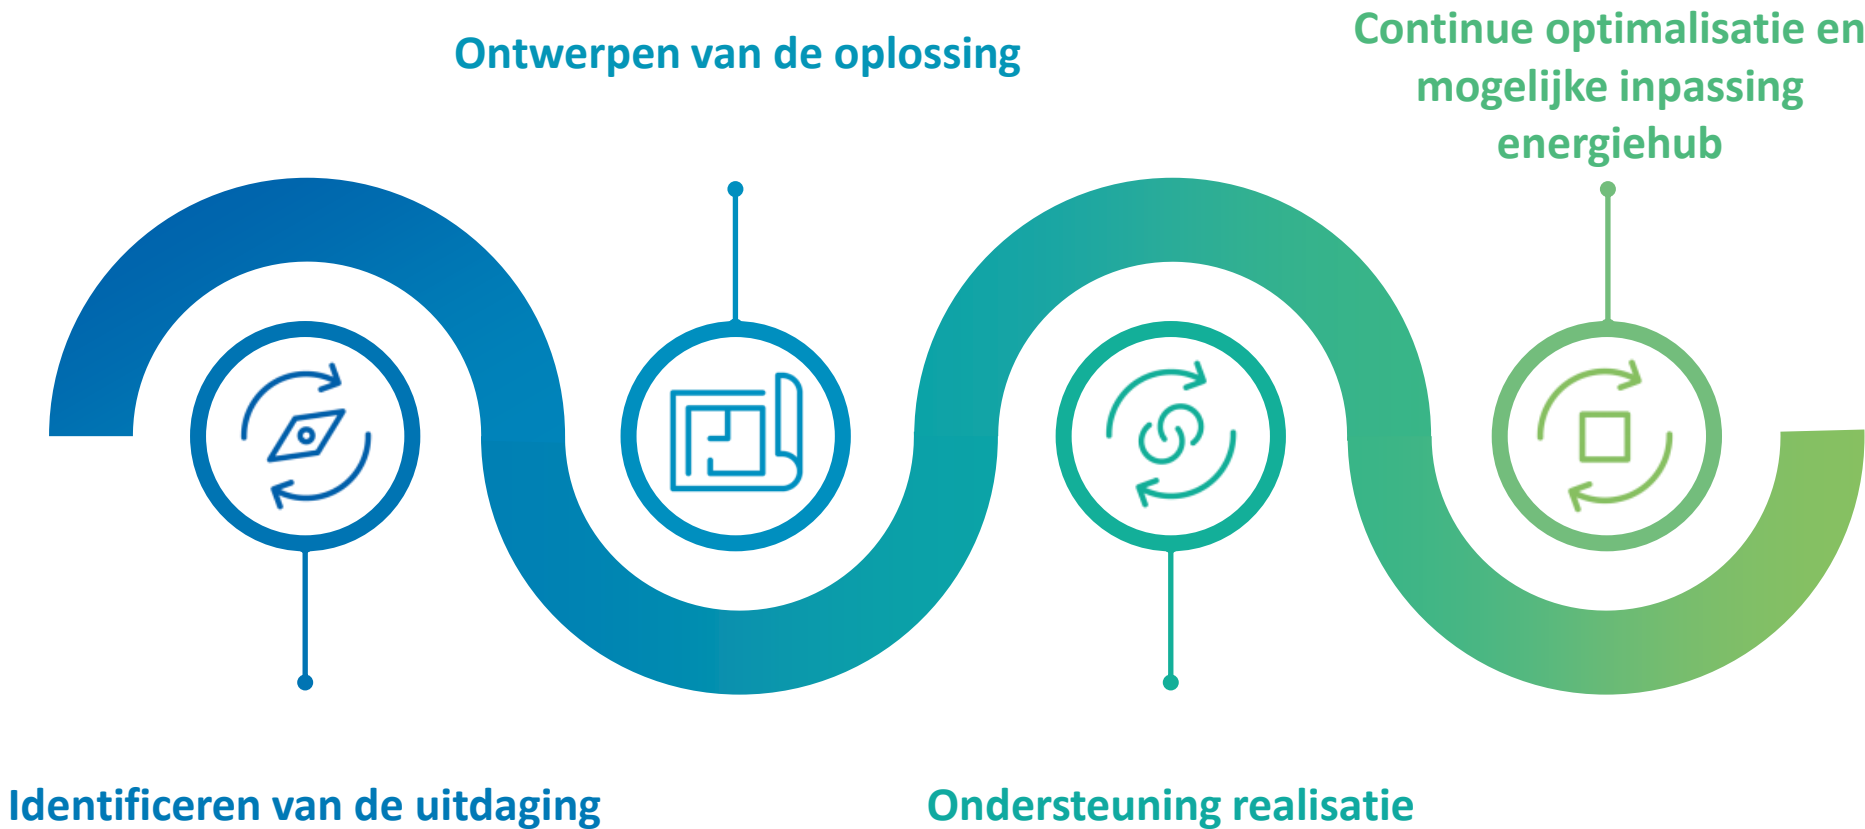 Identificeren van de uitdaging
Ontwerpen van de oplossing
Ondersteuning realisatie
Continue optimalisatie en
mogelijke inpassing
energiehub